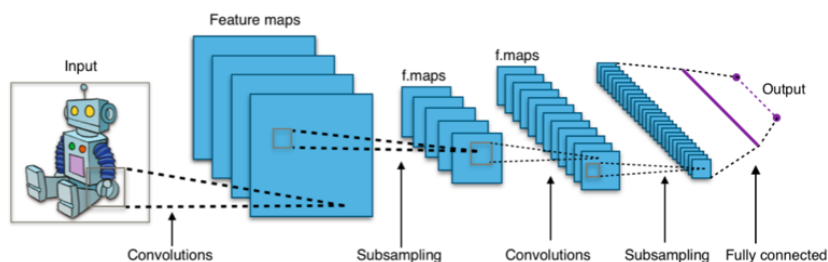 Feature maps
Input
f.maps
f.maps
Output
Convolutions
Subsampling
Convolutions
Subsampling
Fully connected